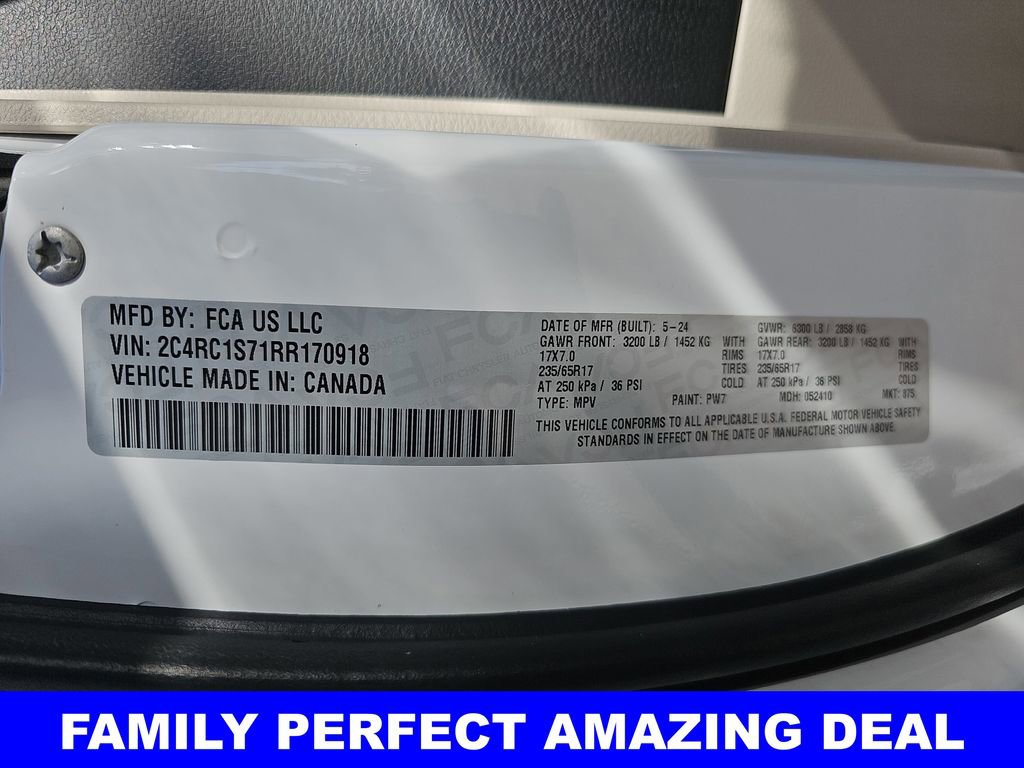 MFD BY: FCA US LLC
VIN: 2C4RC1S71RR170918
VEHICLE MADE IN: CANADA
DATE OF MFR (BUILT): 5-24
GVWR: 6300 LB / 2858 KG
GAWR FRONT: 3200 LB / 1452 KG WITH
GAWR REAR: 3200 LB / 1452 KG WITH
17X7.0 RIMS
17X7.0 RIMS
235/65R17 TIRES
235/65R17 TIRES
AT 250 kPa / 36 PSI COLD
AT 250 kPa / 36 PSI COLD
TYPE: MPV PAINT: PW7 MDH: 052410 MKT: 875
THIS VEHICLE CONFORMS TO ALL APPLICABLE U.S.A. FEDERAL MOTOR VEHICLE SAFETY
STANDARDS IN EFFECT ON THE DATE OF MANUFACTURE SHOWN ABOVE.
FAMILY PERFECT AMAZING DEAL